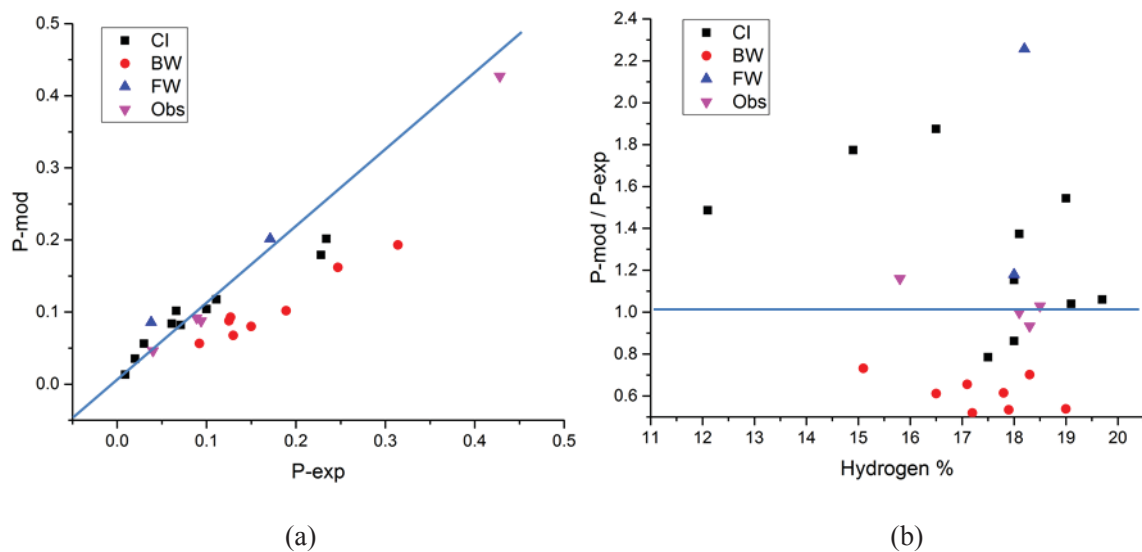 CI
BW
FW
Obs
0.4
0.3
0.2
0.1
0.0
P-mod
0.0 0.1 0.2 0.3 0.4 0.5
P-exp
(a)
CI
BW
FW
Obs
2.4
2.2
2.0
1.8
1.6
1.4
1.2
1.0
0.8
0.6
P-mod / P-exp
11 12 13 14 15 16 17 18 19 20
Hydrogen %
(b)